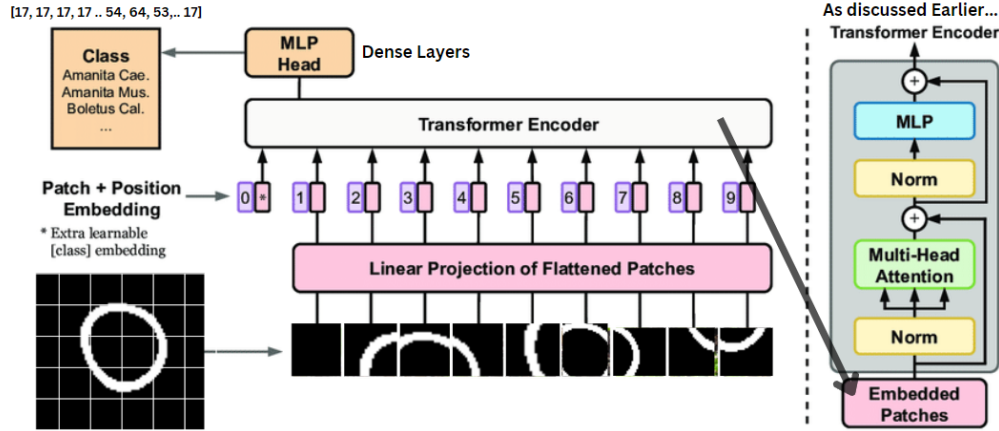 [17, 17, 17, 17 .. 54, 64, 53,.. 17]
Class
Amanita Cae.
Amanita Mus.
Boletus Cal.
...
MLP
Head
Dense Layers
Transformer Encoder
Patch + Position
Embedding
* Extra learnable
[class] embedding
0 * 1 2 3 4 5 6 7 8 9
Linear Projection of Flattened Patches
As discussed Earlier...
Transformer Encoder
+
MLP
Norm
+
Multi-Head
Attention
Norm
Embedded
Patches